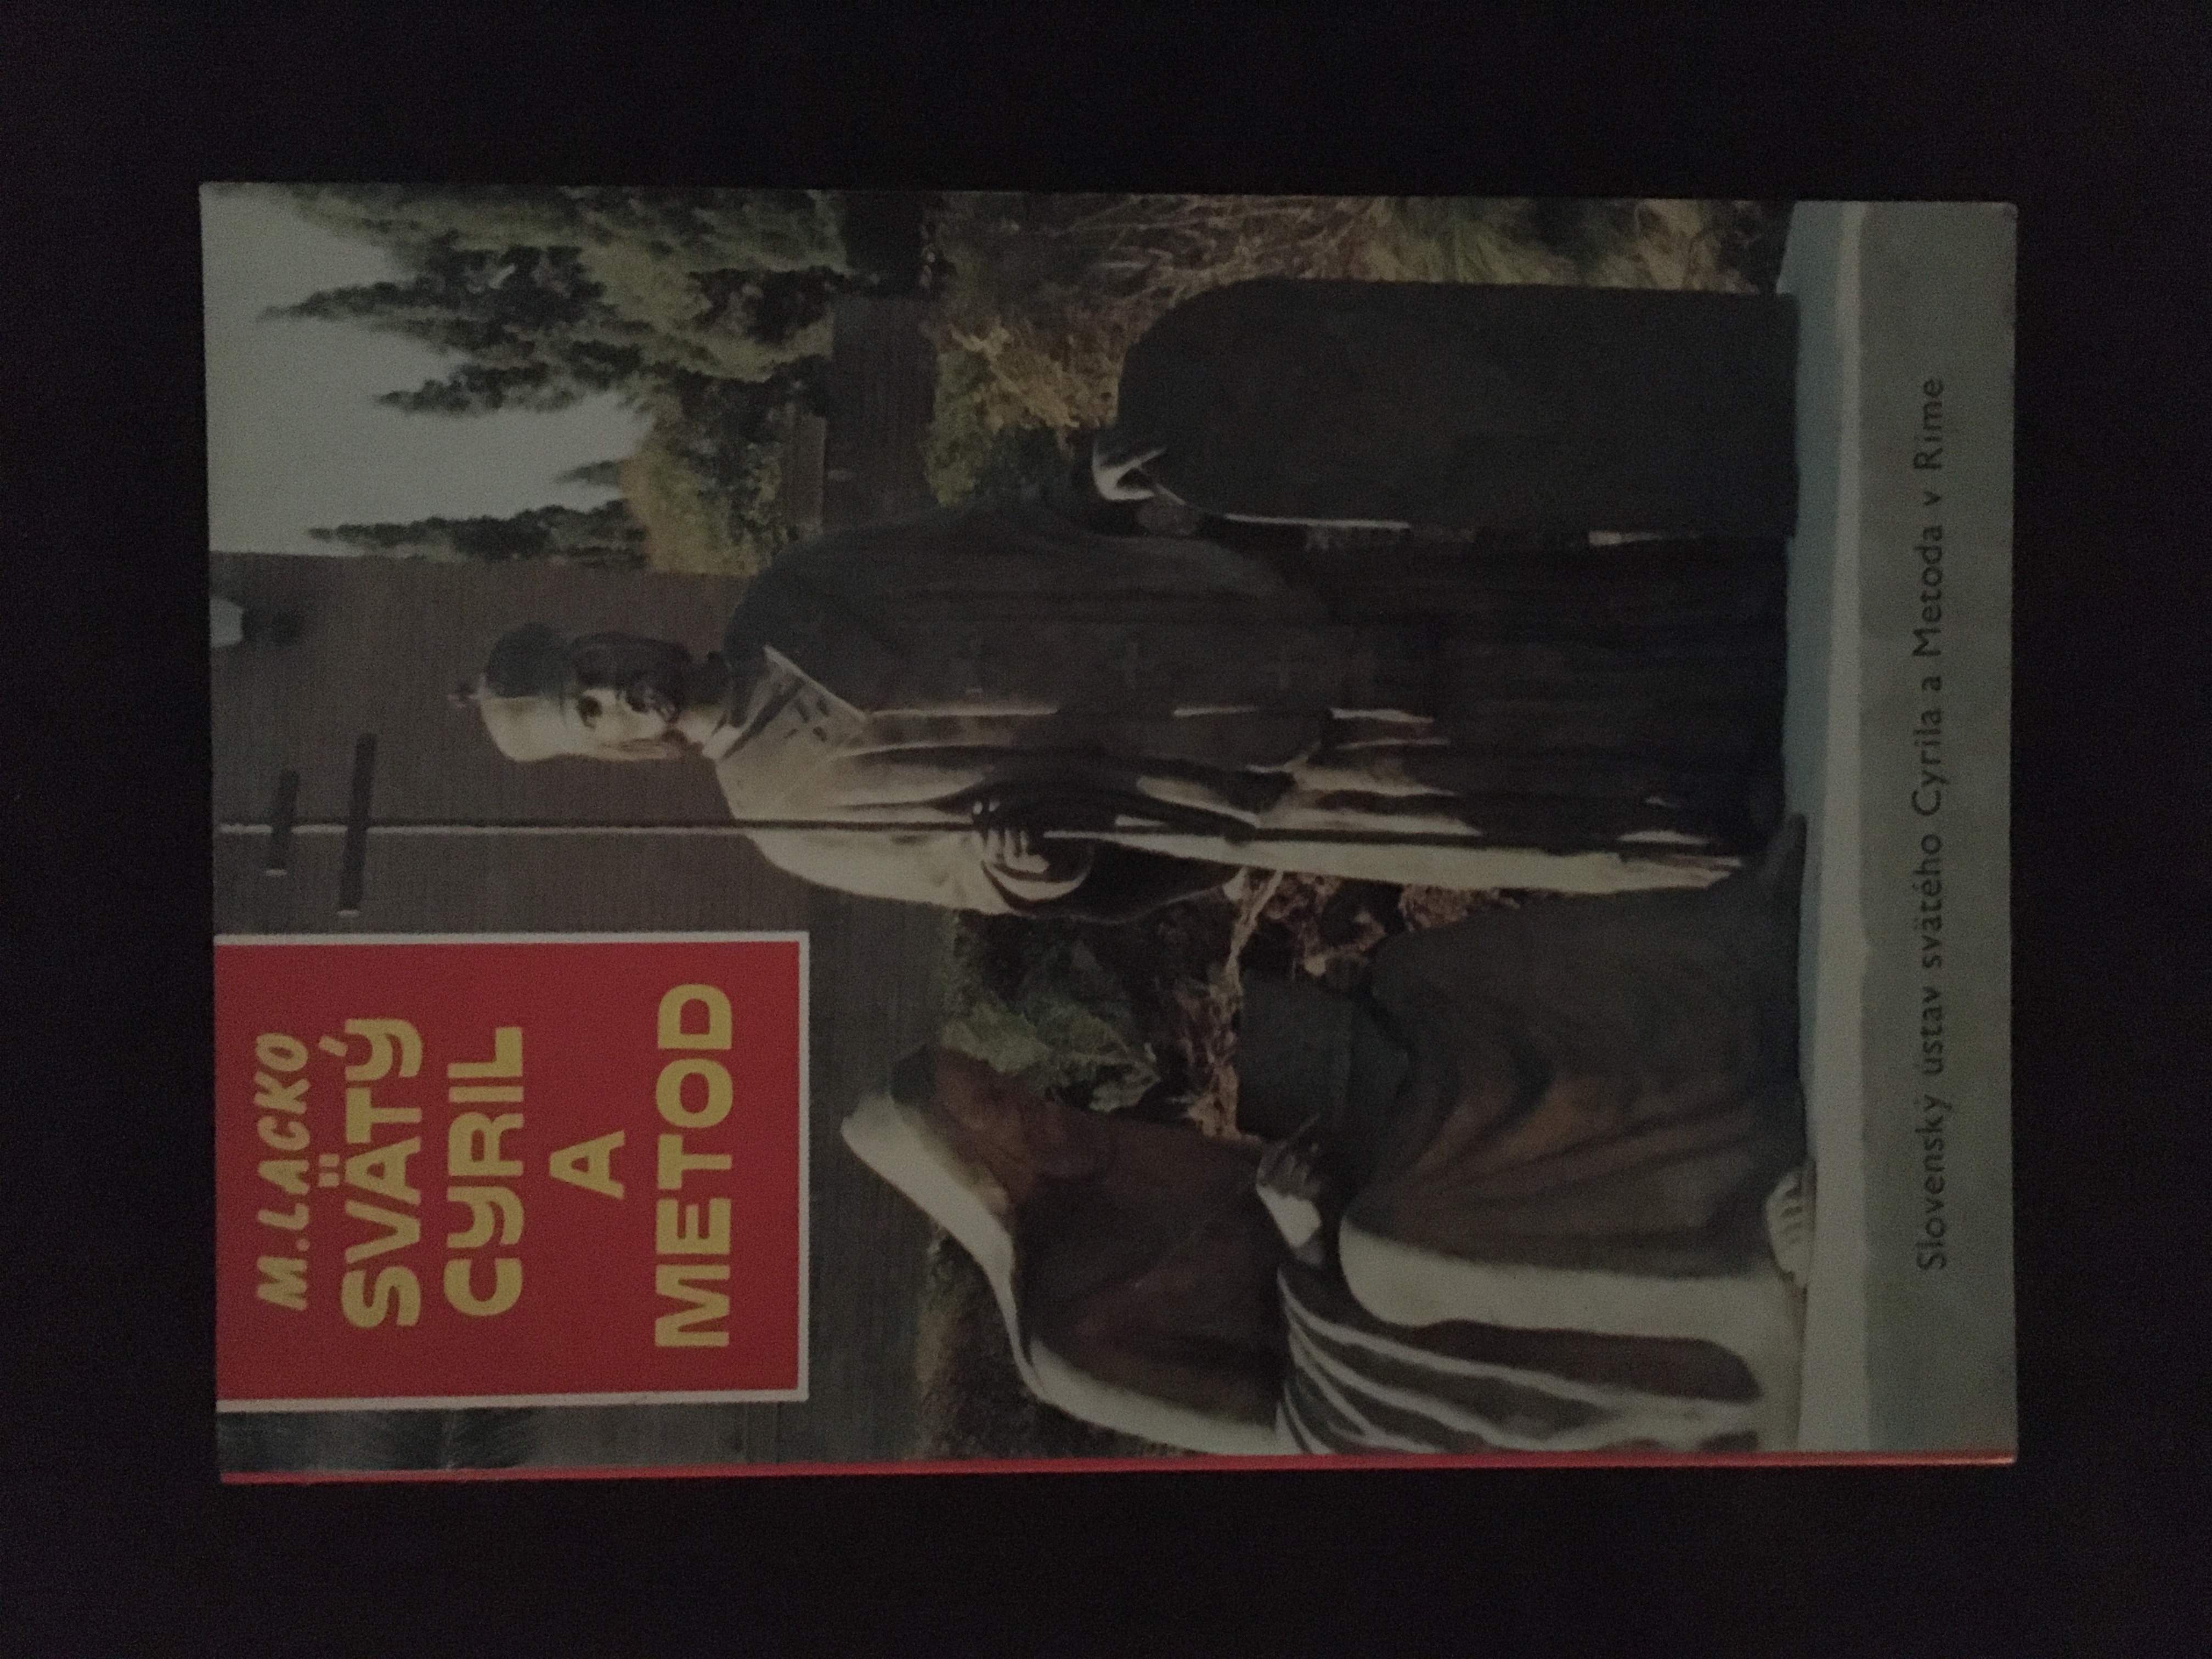 M. LACKO
SVÄTÝ
CYRIL
A
METOD
Slovenský ústav svätého Cyrila a Metoda v Ríme